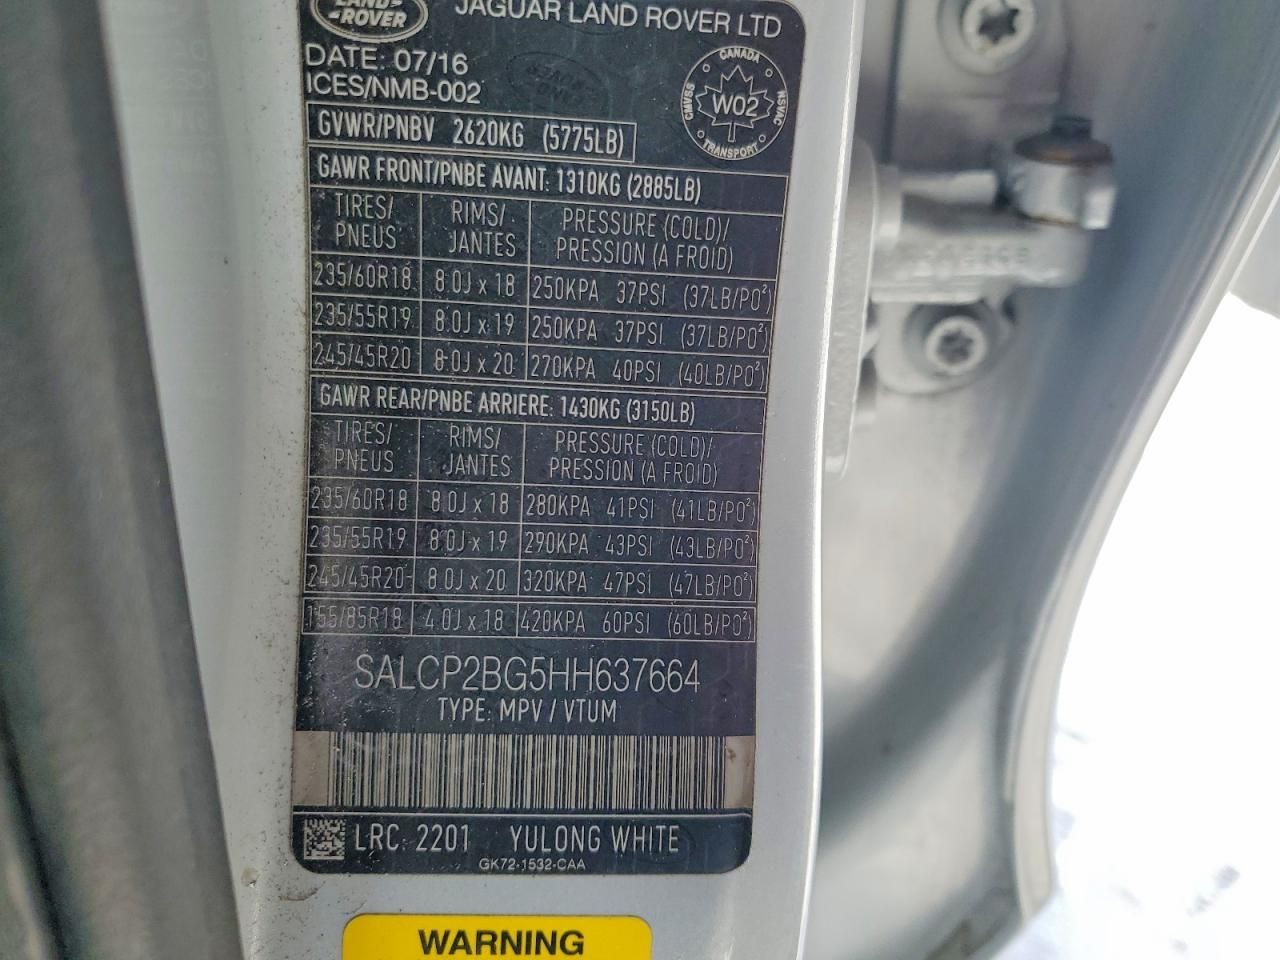 LAND-
ROVER
JAGUAR LAND ROVER LTD
DATE: 07/16
ICES/NMB-002
CANADA
CMVSS
W02
NSVAC
TRANSPORT
GVWR/PNBV 2620KG (5775LB)
GAWR FRONT/PNBE AVANT: 1310KG (2885LB)
TIRES/ PNEUS RIMS/ JANTES PRESSURE (COLD)/ PRESSION (A FROID)
235/60R18 8.0J x 18 250KPA 37PSI (37LB/PO²)
235/55R19 8.0J x 19 250KPA 37PSI (37LB/PO²)
245/45R20 8.0J x 20 270KPA 40PSI (40LB/PO²)
GAWR REAR/PNBE ARRIERE: 1430KG (3150LB)
TIRES/ PNEUS RIMS/ JANTES PRESSURE (COLD)/ PRESSION (A FROID)
235/60R18 8.0J x 18 280KPA 41PSI (41LB/PO²)
235/55R19 8.0J x 19 290KPA 43PSI (43LB/PO²)
245/45R20 8.0J x 20 320KPA 47PSI (47LB/PO²)
155/85R18 4.0J x 18 420KPA 60PSI (60LB/PO²)
SALCP2BG5HH637664
TYPE: MPV / VTUM
LRC: 2201 YULONG WHITE
GK72-1532-CAA
WARNING